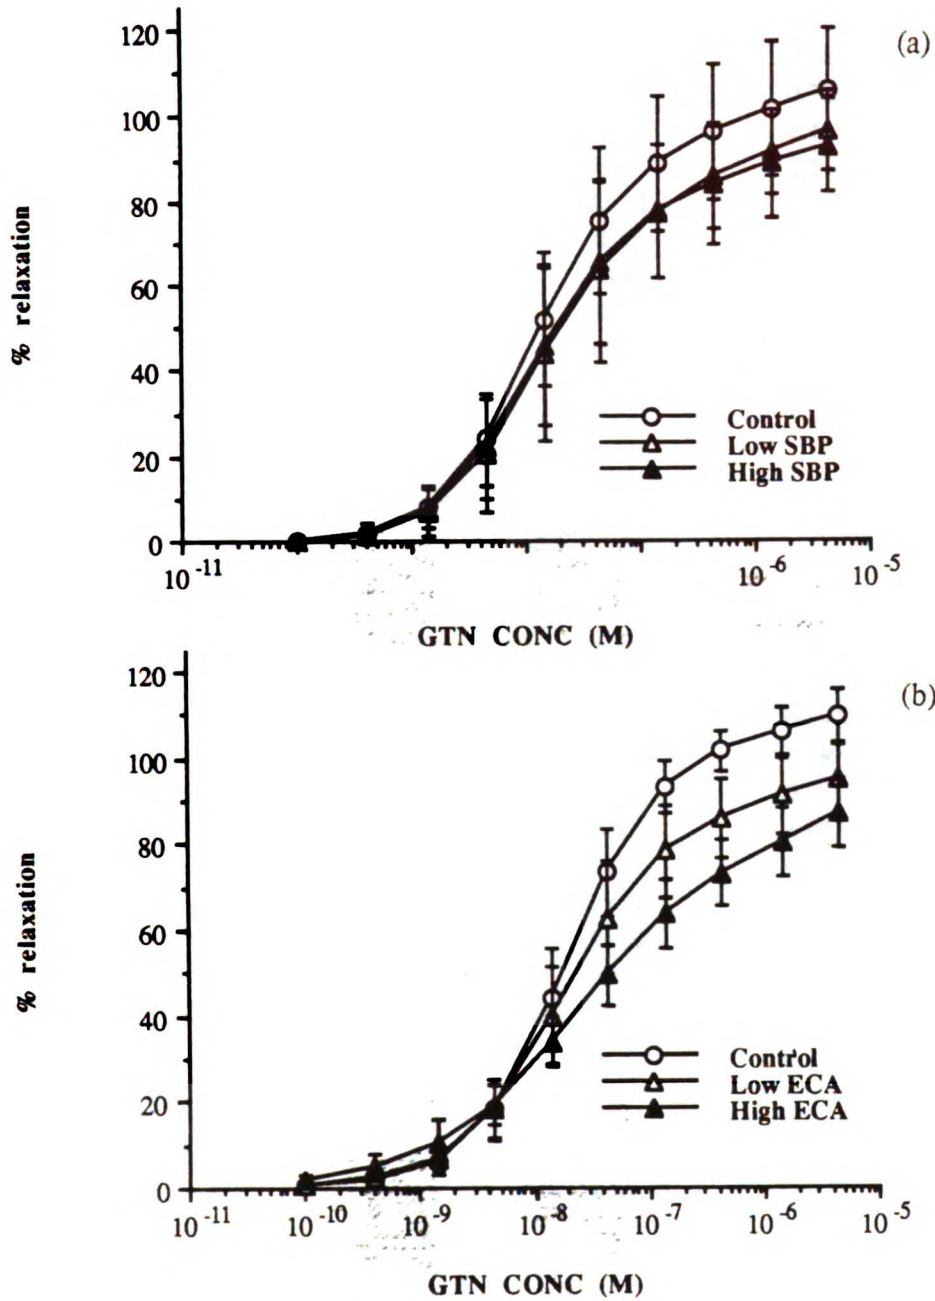 (a)
120
100
80
60
40
20
0
% relaxation
Control
Low SBP
High SBP
10^-11 10^-6 10^-5
GTN CONC (M)
(b)
120
100
80
60
40
20
0
% relaxation
Control
Low ECA
High ECA
10^-11 10^-10 10^-9 10^-8 10^-7 10^-6 10^-5
GTN CONC (M)